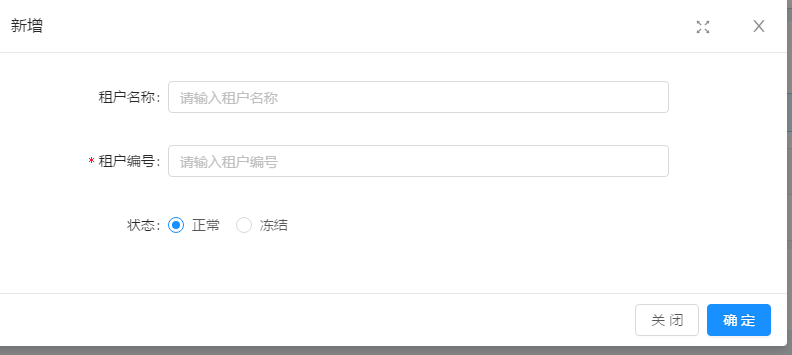 新增
租户名称:
请输入租户名称
* 租户编号:
请输入租户编号
状态: 正常 冻结
关 闭 确 定